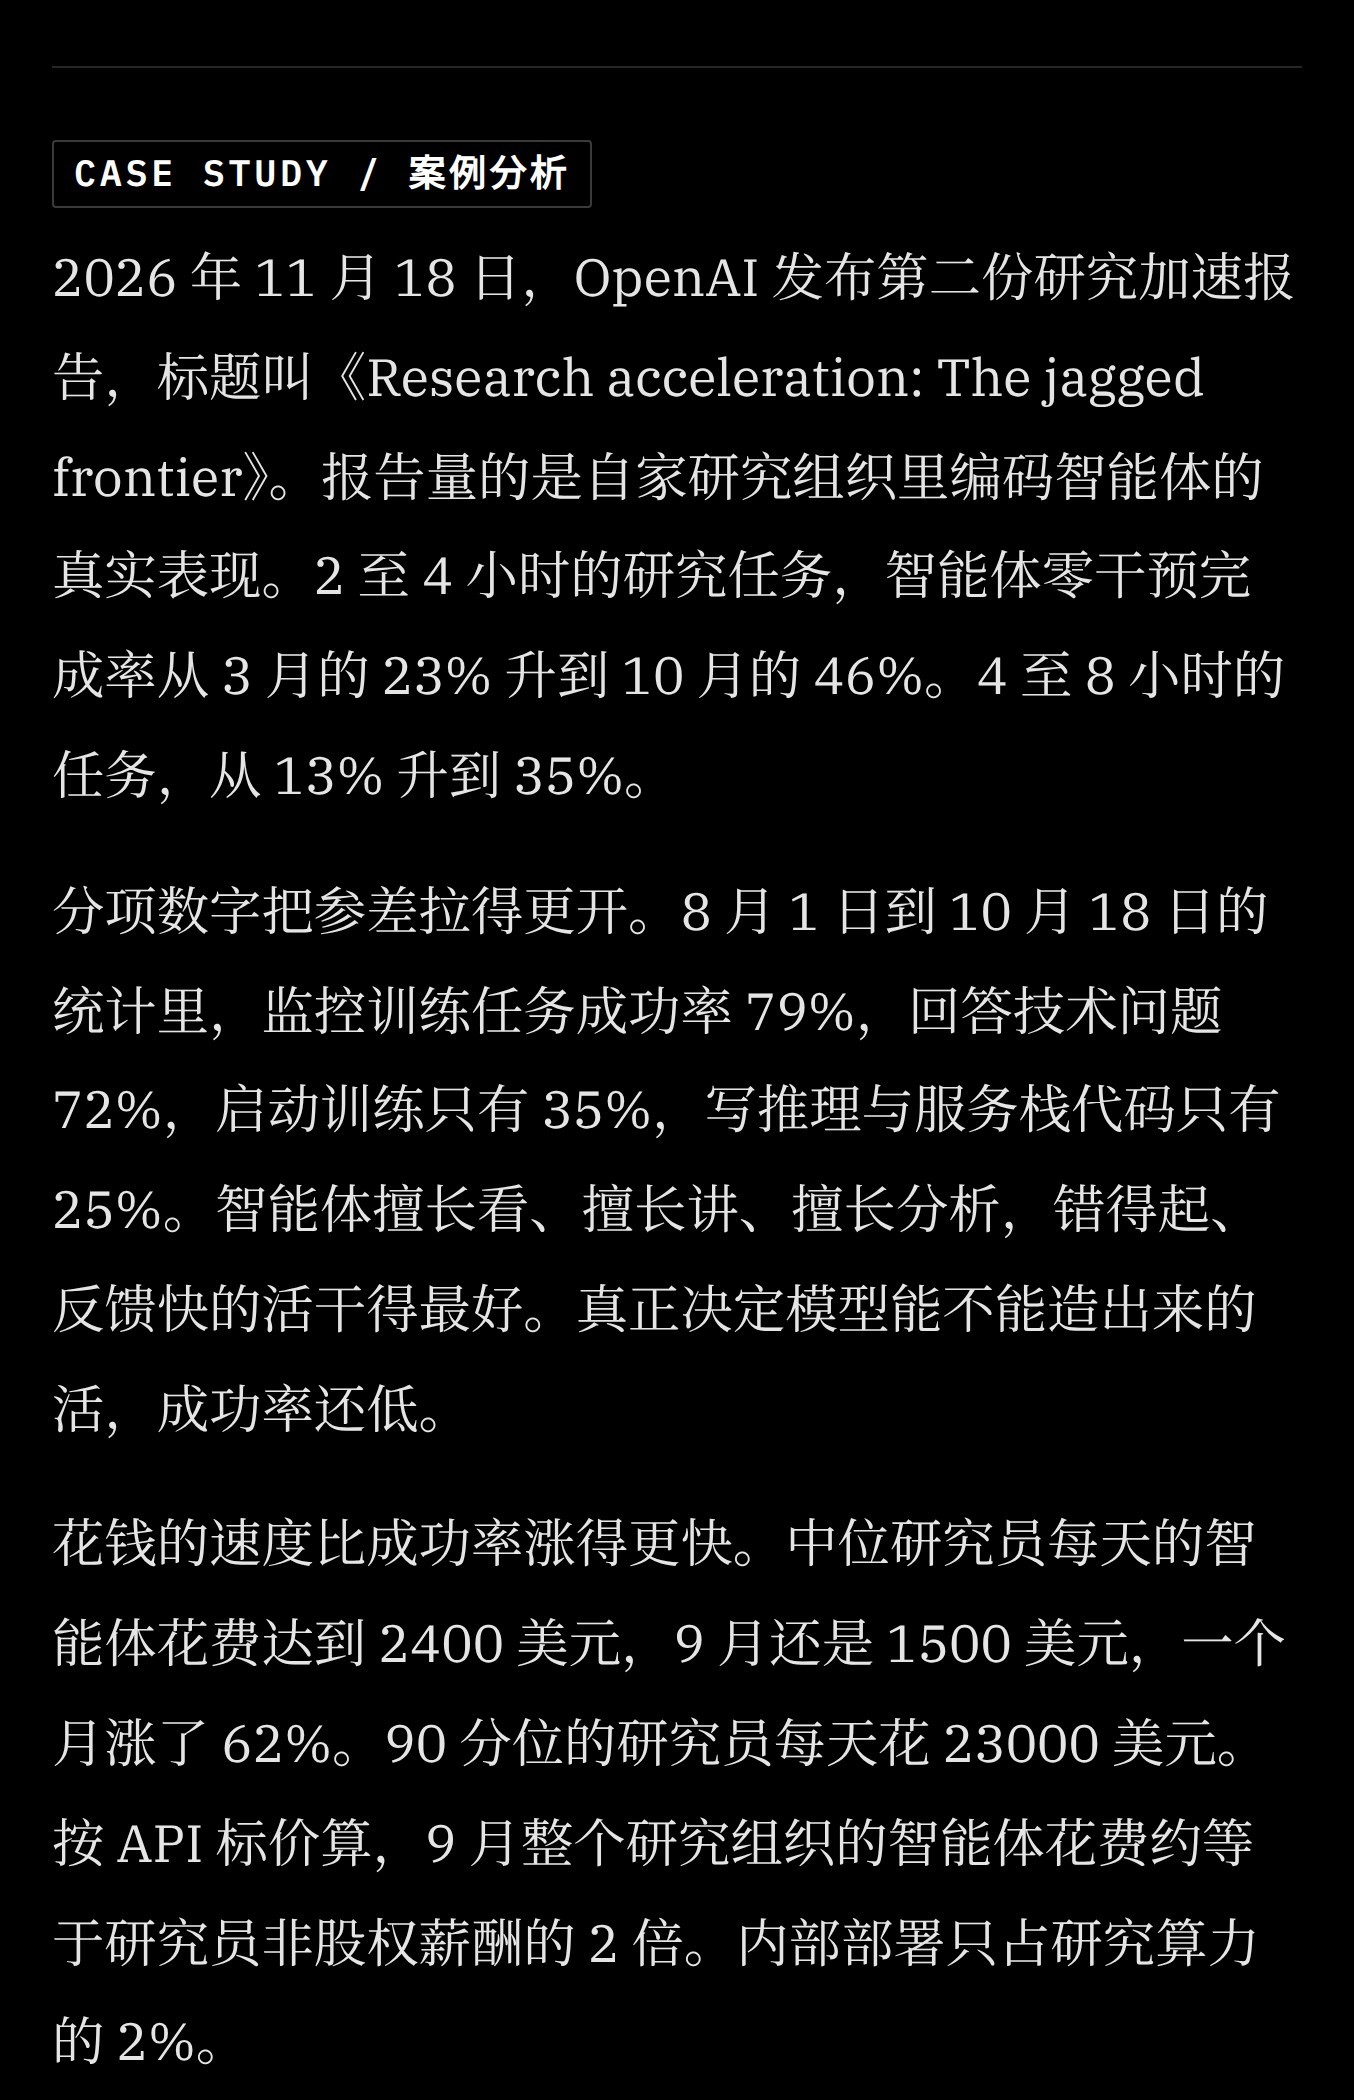 CASE STUDY / 案例分析
2026 年 11 月 18 日，OpenAI 发布第二份研究加速报
告，标题叫《Research acceleration: The jagged
frontier》。报告量的是自家研究组织里编码智能体的
真实表现。2 至 4 小时的研究任务，智能体零干预完
成率从 3 月的 23% 升到 10 月的 46%。4 至 8 小时的
任务，从 13% 升到 35%。
分项数字把参差拉得更开。8 月 1 日到 10 月 18 日的
统计里，监控训练任务成功率 79%，回答技术问题
72%，启动训练只有 35%，写推理与服务栈代码只有
25%。智能体擅长看、擅长讲、擅长分析，错得起、
反馈快的活干得最好。真正决定模型能不能造出来的
活，成功率还低。
花钱的速度比成功率涨得更快。中位研究员每天的智
能体花费达到 2400 美元，9 月还是 1500 美元，一个
月涨了 62%。90 分位的研究员每天花 23000 美元。
按 API 标价算，9 月整个研究组织的智能体花费约等
于研究员非股权薪酬的 2 倍。内部部署只占研究算力
的 2%。